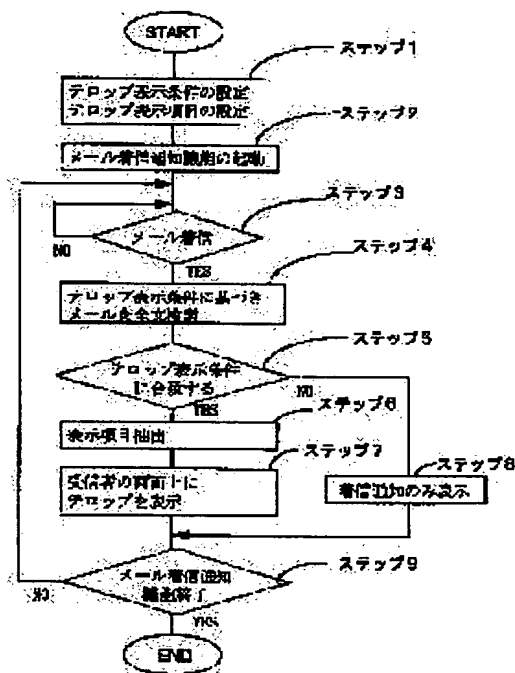 START
ステップ1
テロップ表示条件の設定
テロップ表示項目の設定
ステップ2
メール着信通知機能の起動
ステップ3
メール着信
NO
YES
ステップ4
テロップ表示条件に基づき
メールを全文検索
ステップ5
テロップ表示条件
に合致する
NO
YES
ステップ6
表示項目抽出
ステップ7
受信者の画面上に
テロップを表示
ステップ8
着信通知のみ表示
ステップ9
メール着信通知
機能終了
NO
YES
END